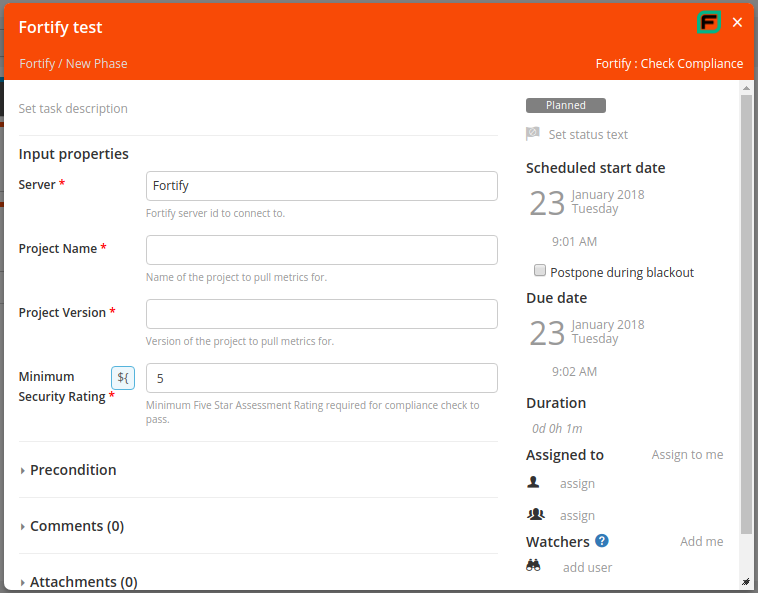 Fortify test
F
×
Fortify / New Phase
Fortify : Check Compliance
Set task description
Input properties
Server *
Fortify
Fortify server id to connect to.
Project Name *
Name of the project to pull metrics for.
Project Version *
Version of the project to pull metrics for.
Minimum
Security Rating *
${
5
Minimum Five Star Assessment Rating required for compliance check to
pass.
Precondition
Comments (0)
Attachments (0)
Planned
Set status text
Scheduled start date
23
January 2018
Tuesday
9:01 AM
Postpone during blackout
Due date
23
January 2018
Tuesday
9:02 AM
Duration
0d 0h 1m
Assigned to
Assign to me
assign
assign
Watchers ?
Add me
add user